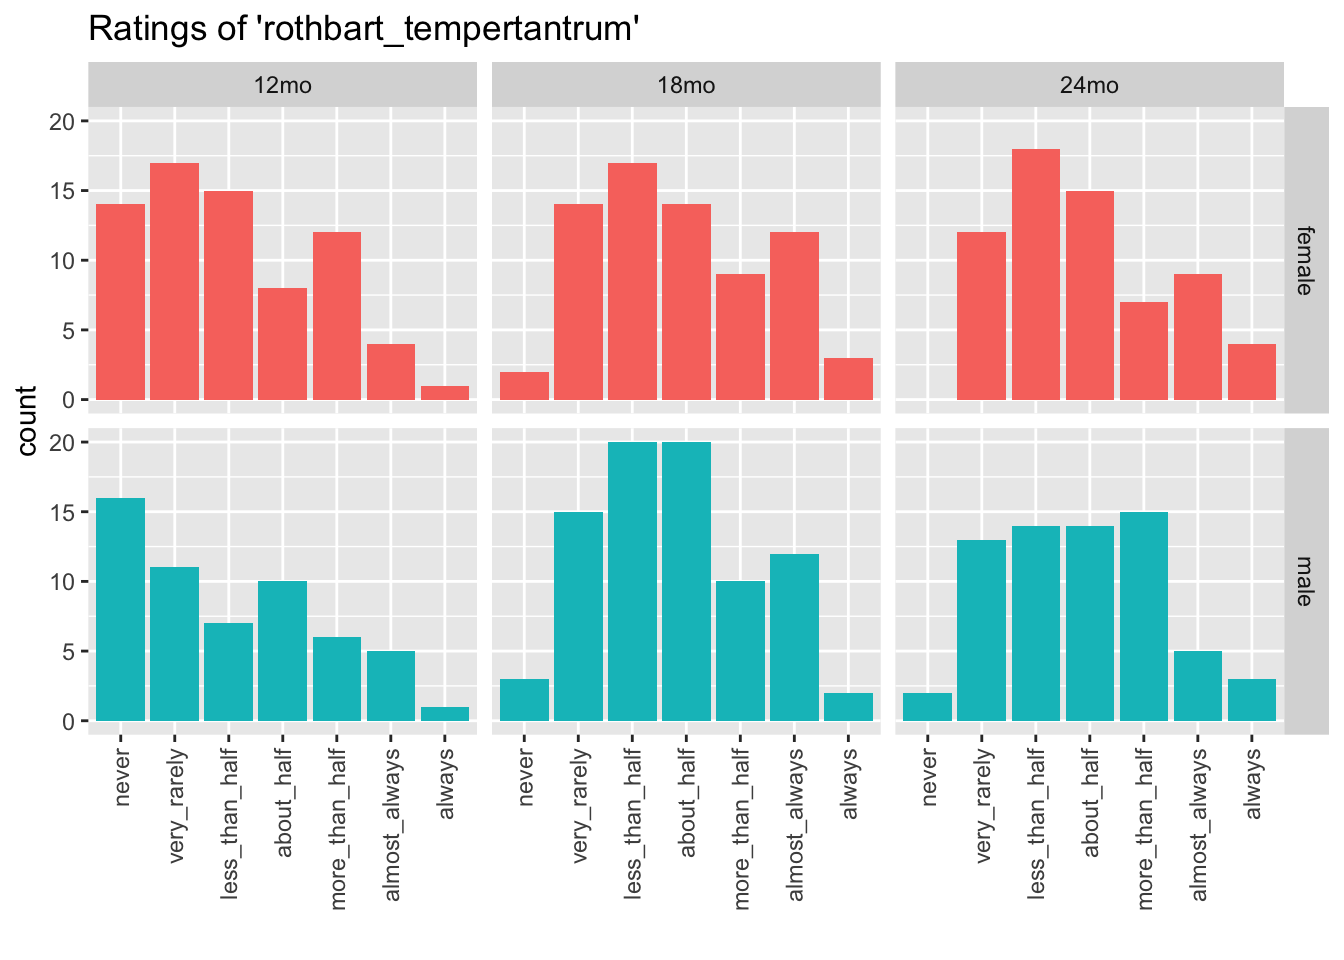 Ratings of 'rothbart_tempertantrum'
12mo 18mo 24mo
20
15
10
5
0
female
count
20
15
10
5
0
male
never very_rarely less_than_half about_half more_than_half almost_always always never very_rarely less_than_half about_half more_than_half almost_always always never very_rarely less_than_half about_half more_than_half almost_always always